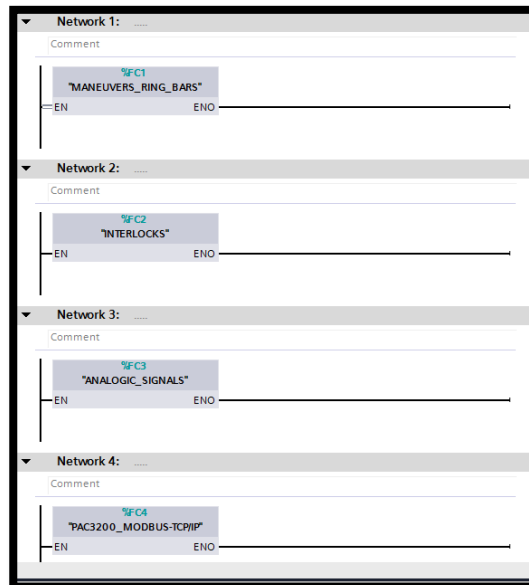 Network 1: .....
Comment
%FC1
"MANEUVERS_RING_BARS"
EN ENO
Network 2: .....
Comment
%FC2
"INTERLOCKS"
EN ENO
Network 3: .....
Comment
%FC3
"ANALOGIC_SIGNALS"
EN ENO
Network 4: .....
Comment
%FC4
"PAC3200_MODBUS-TCP/IP"
EN ENO